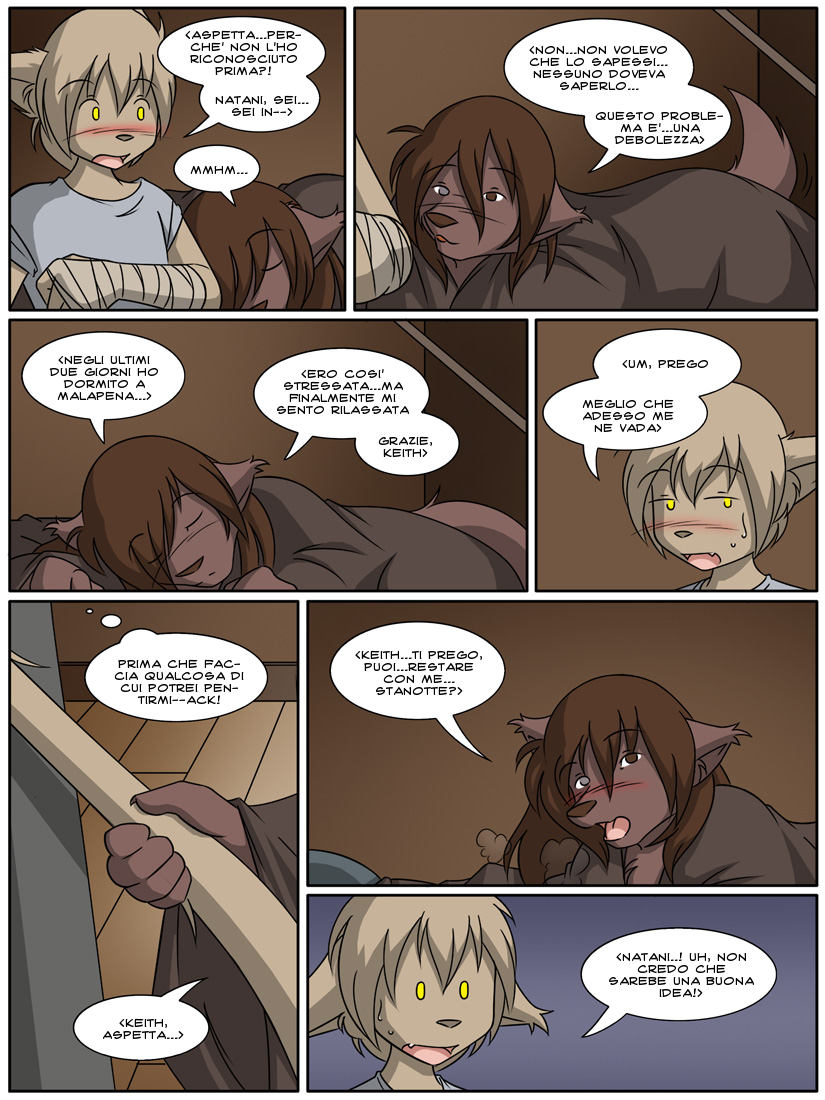 <ASPETTA...PER-
CHE' NON L'HO
RICONOSCIUTO
PRIMA?!
NATANI, SEI...
SEI IN-->
MMHM...
<NON...NON VOLEVO
CHE LO SAPESSI...
NESSUNO DOVEVA
SAPERLO...
QUESTO PROBLE-
MA E'...UNA
DEBOLEZZA>
<NEGLI ULTIMI
DUE GIORNI HO
DORMITO A
MALAPENA...>
<ERO COSI'
STRESSATA...MA
FINALMENTE MI
SENTO RILASSATA
GRAZIE,
KEITH>
<UM, PREGO
MEGLIO CHE
ADESSO ME
NE VADA>
PRIMA CHE FAC-
CIA QUALCOSA DI
CUI POTREI PEN-
TIRMI--ACK!
<KEITH,
ASPETTA...>
<KEITH...TI PREGO,
PUOI...RESTARE
CON ME...
STANOTTE?>
<NATANI..! UH, NON
CREDO CHE
SAREBE UNA BUONA
IDEA!>